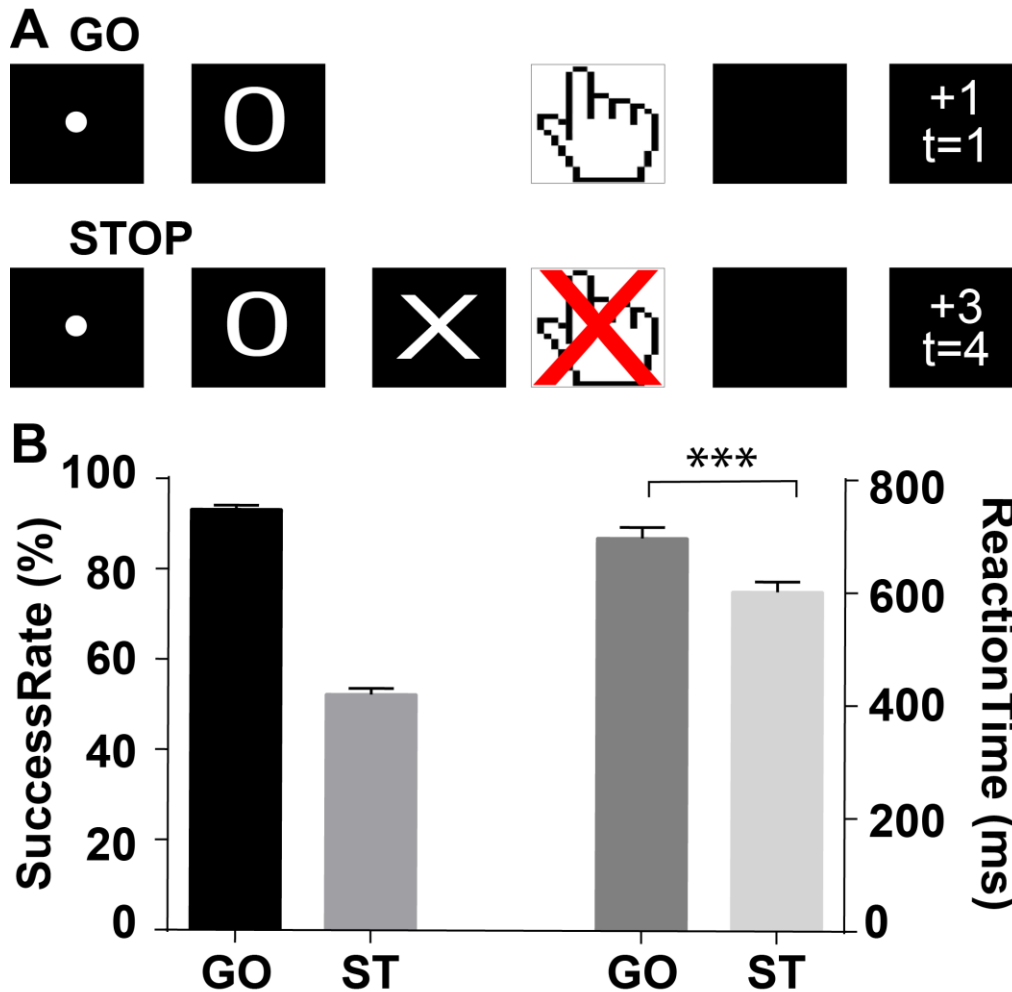 A GO
O
+1
t=1
STOP
O
X
+3
t=4
B
***
SuccessRate (%)
100
80
60
40
20
0
800
600
400
200
0
ReactionTime (ms)
GO
ST
GO
ST